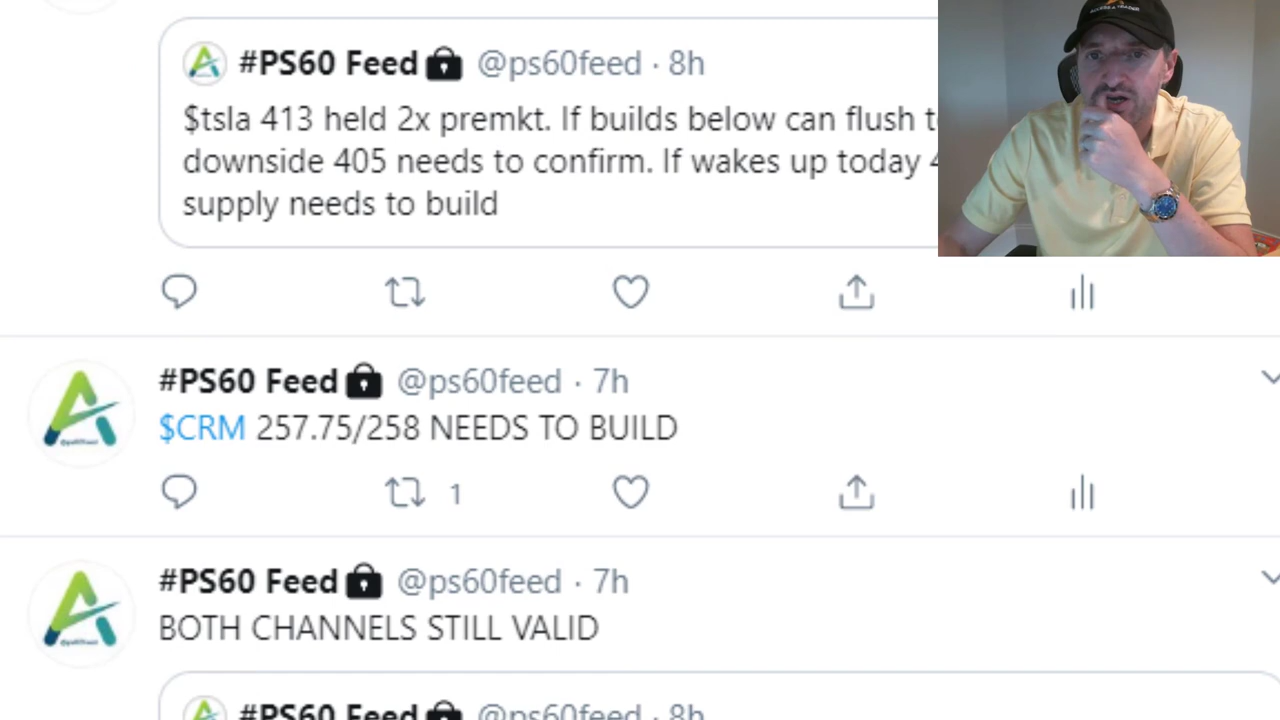 #PS60 Feed @ps60feed · 8h
$tsla 413 held 2x premkt. If builds below can flush
downside 405 needs to confirm. If wakes up today
supply needs to build
#PS60 Feed @ps60feed · 7h
$CRM 257.75/258 NEEDS TO BUILD
1
#PS60 Feed @ps60feed · 7h
BOTH CHANNELS STILL VALID
#PS60 Feed @ps60feed · 8h